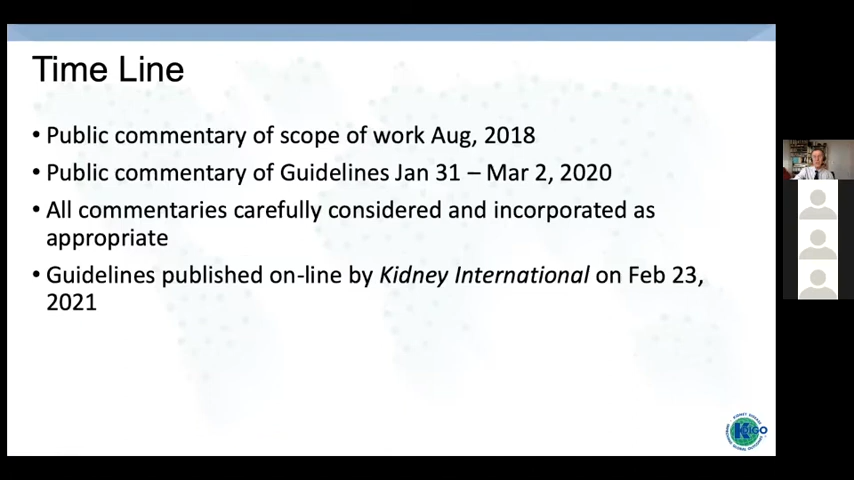 Time Line
• Public commentary of scope of work Aug, 2018
• Public commentary of Guidelines Jan 31 – Mar 2, 2020
• All commentaries carefully considered and incorporated as
appropriate
• Guidelines published on-line by Kidney International on Feb 23,
2021
KDIGO